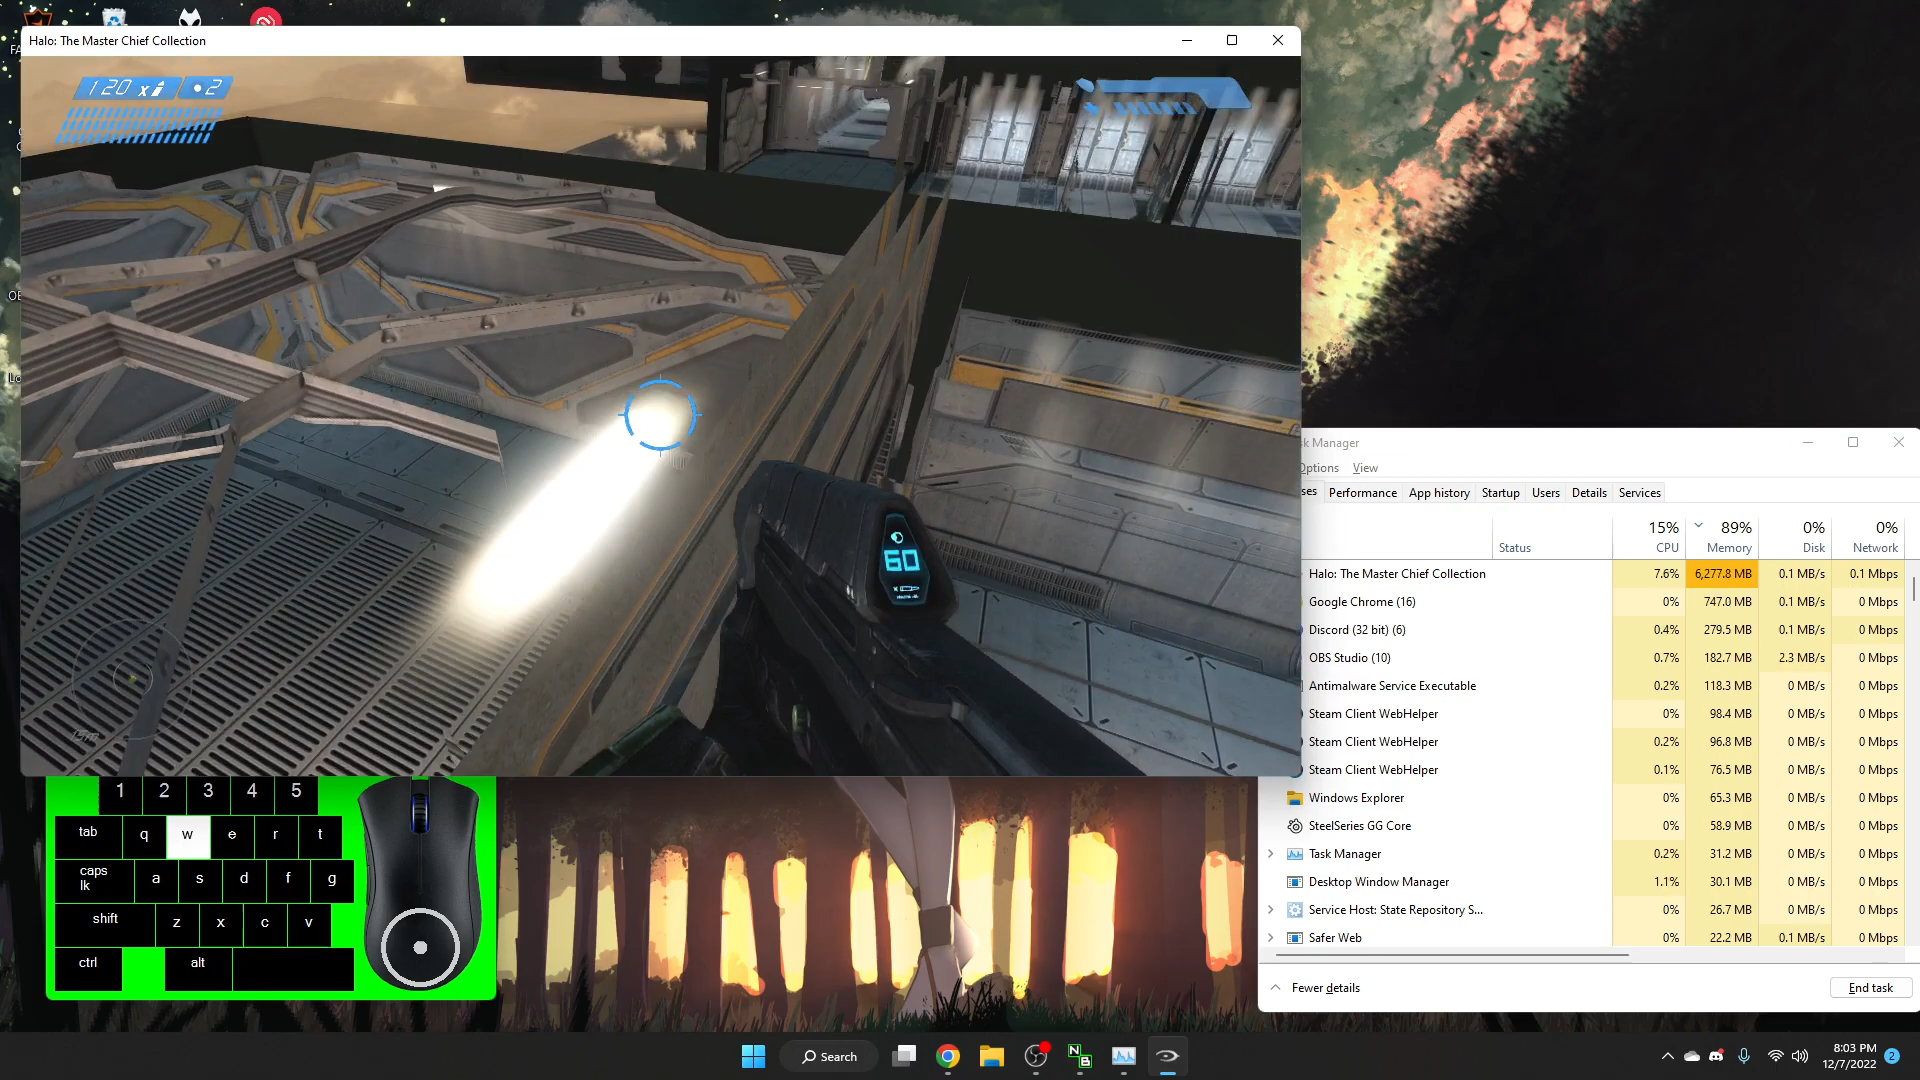 Halo: The Master Chief Collection
120 x
2
60
15m
Task Manager
Options View
Performance App history Startup Users Details Services
15% 89% 0% 0%
Status CPU Memory Disk Network
Halo: The Master Chief Collection 7.6% 6,277.8 MB 0.1 MB/s 0.1 Mbps
Google Chrome (16) 0% 747.0 MB 0.1 MB/s 0 Mbps
Discord (32 bit) (6) 0.4% 279.5 MB 0.1 MB/s 0 Mbps
OBS Studio (10) 0.7% 182.7 MB 2.3 MB/s 0 Mbps
Antimalware Service Executable 0.2% 118.3 MB 0 MB/s 0 Mbps
Steam Client WebHelper 0% 98.4 MB 0 MB/s 0 Mbps
Steam Client WebHelper 0.2% 96.8 MB 0 MB/s 0 Mbps
Steam Client WebHelper 0.1% 76.5 MB 0 MB/s 0 Mbps
Windows Explorer 0% 65.3 MB 0 MB/s 0 Mbps
SteelSeries GG Core 0% 58.9 MB 0 MB/s 0 Mbps
Task Manager 0.2% 31.2 MB 0 MB/s 0 Mbps
Desktop Window Manager 1.1% 30.1 MB 0 MB/s 0 Mbps
Service Host: State Repository S... 0% 26.7 MB 0 MB/s 0 Mbps
Safer Web 0% 22.2 MB 0.1 MB/s 0 Mbps
Fewer details End task
1 2 3 4 5
tab q w e r t
caps lk a s d f g
shift z x c v
ctrl alt
Search
NB
8:03 PM
12/7/2022
2